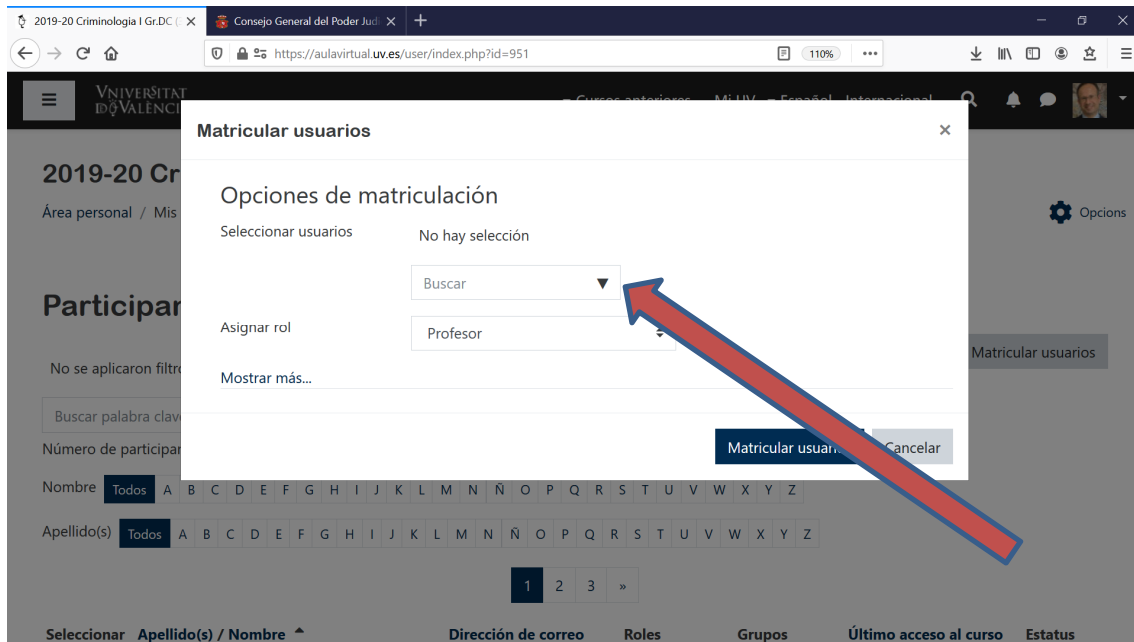 2019-20 Criminologia I Gr.DC (
Consejo General del Poder Judi
https://aulavirtual.uv.es/user/index.php?id=951
110%
VNIVERSITAT
Cursos anteriores Mi UV Español Internacional
Matricular usuarios
×
2019-20 Cr
Opciones de matriculación
Área personal / Mis
Opcions
Seleccionar usuarios
No hay selección
Buscar
Participar
Asignar rol
Profesor
Matricular usuarios
No se aplicaron filtro
Mostrar más...
Buscar palabra clav
Matricular usuar
Cancelar
Número de participar
Nombre Todos A B C D E F G H I J K L M N Ñ O P Q R S T U V W X Y Z
Apellido(s) Todos A B C D E F G H I J K L M N Ñ O P Q R S T U V W X Y Z
1 2 3 »
Seleccionar Apellido(s) / Nombre Dirección de correo Roles Grupos Último acceso al curso Estatus